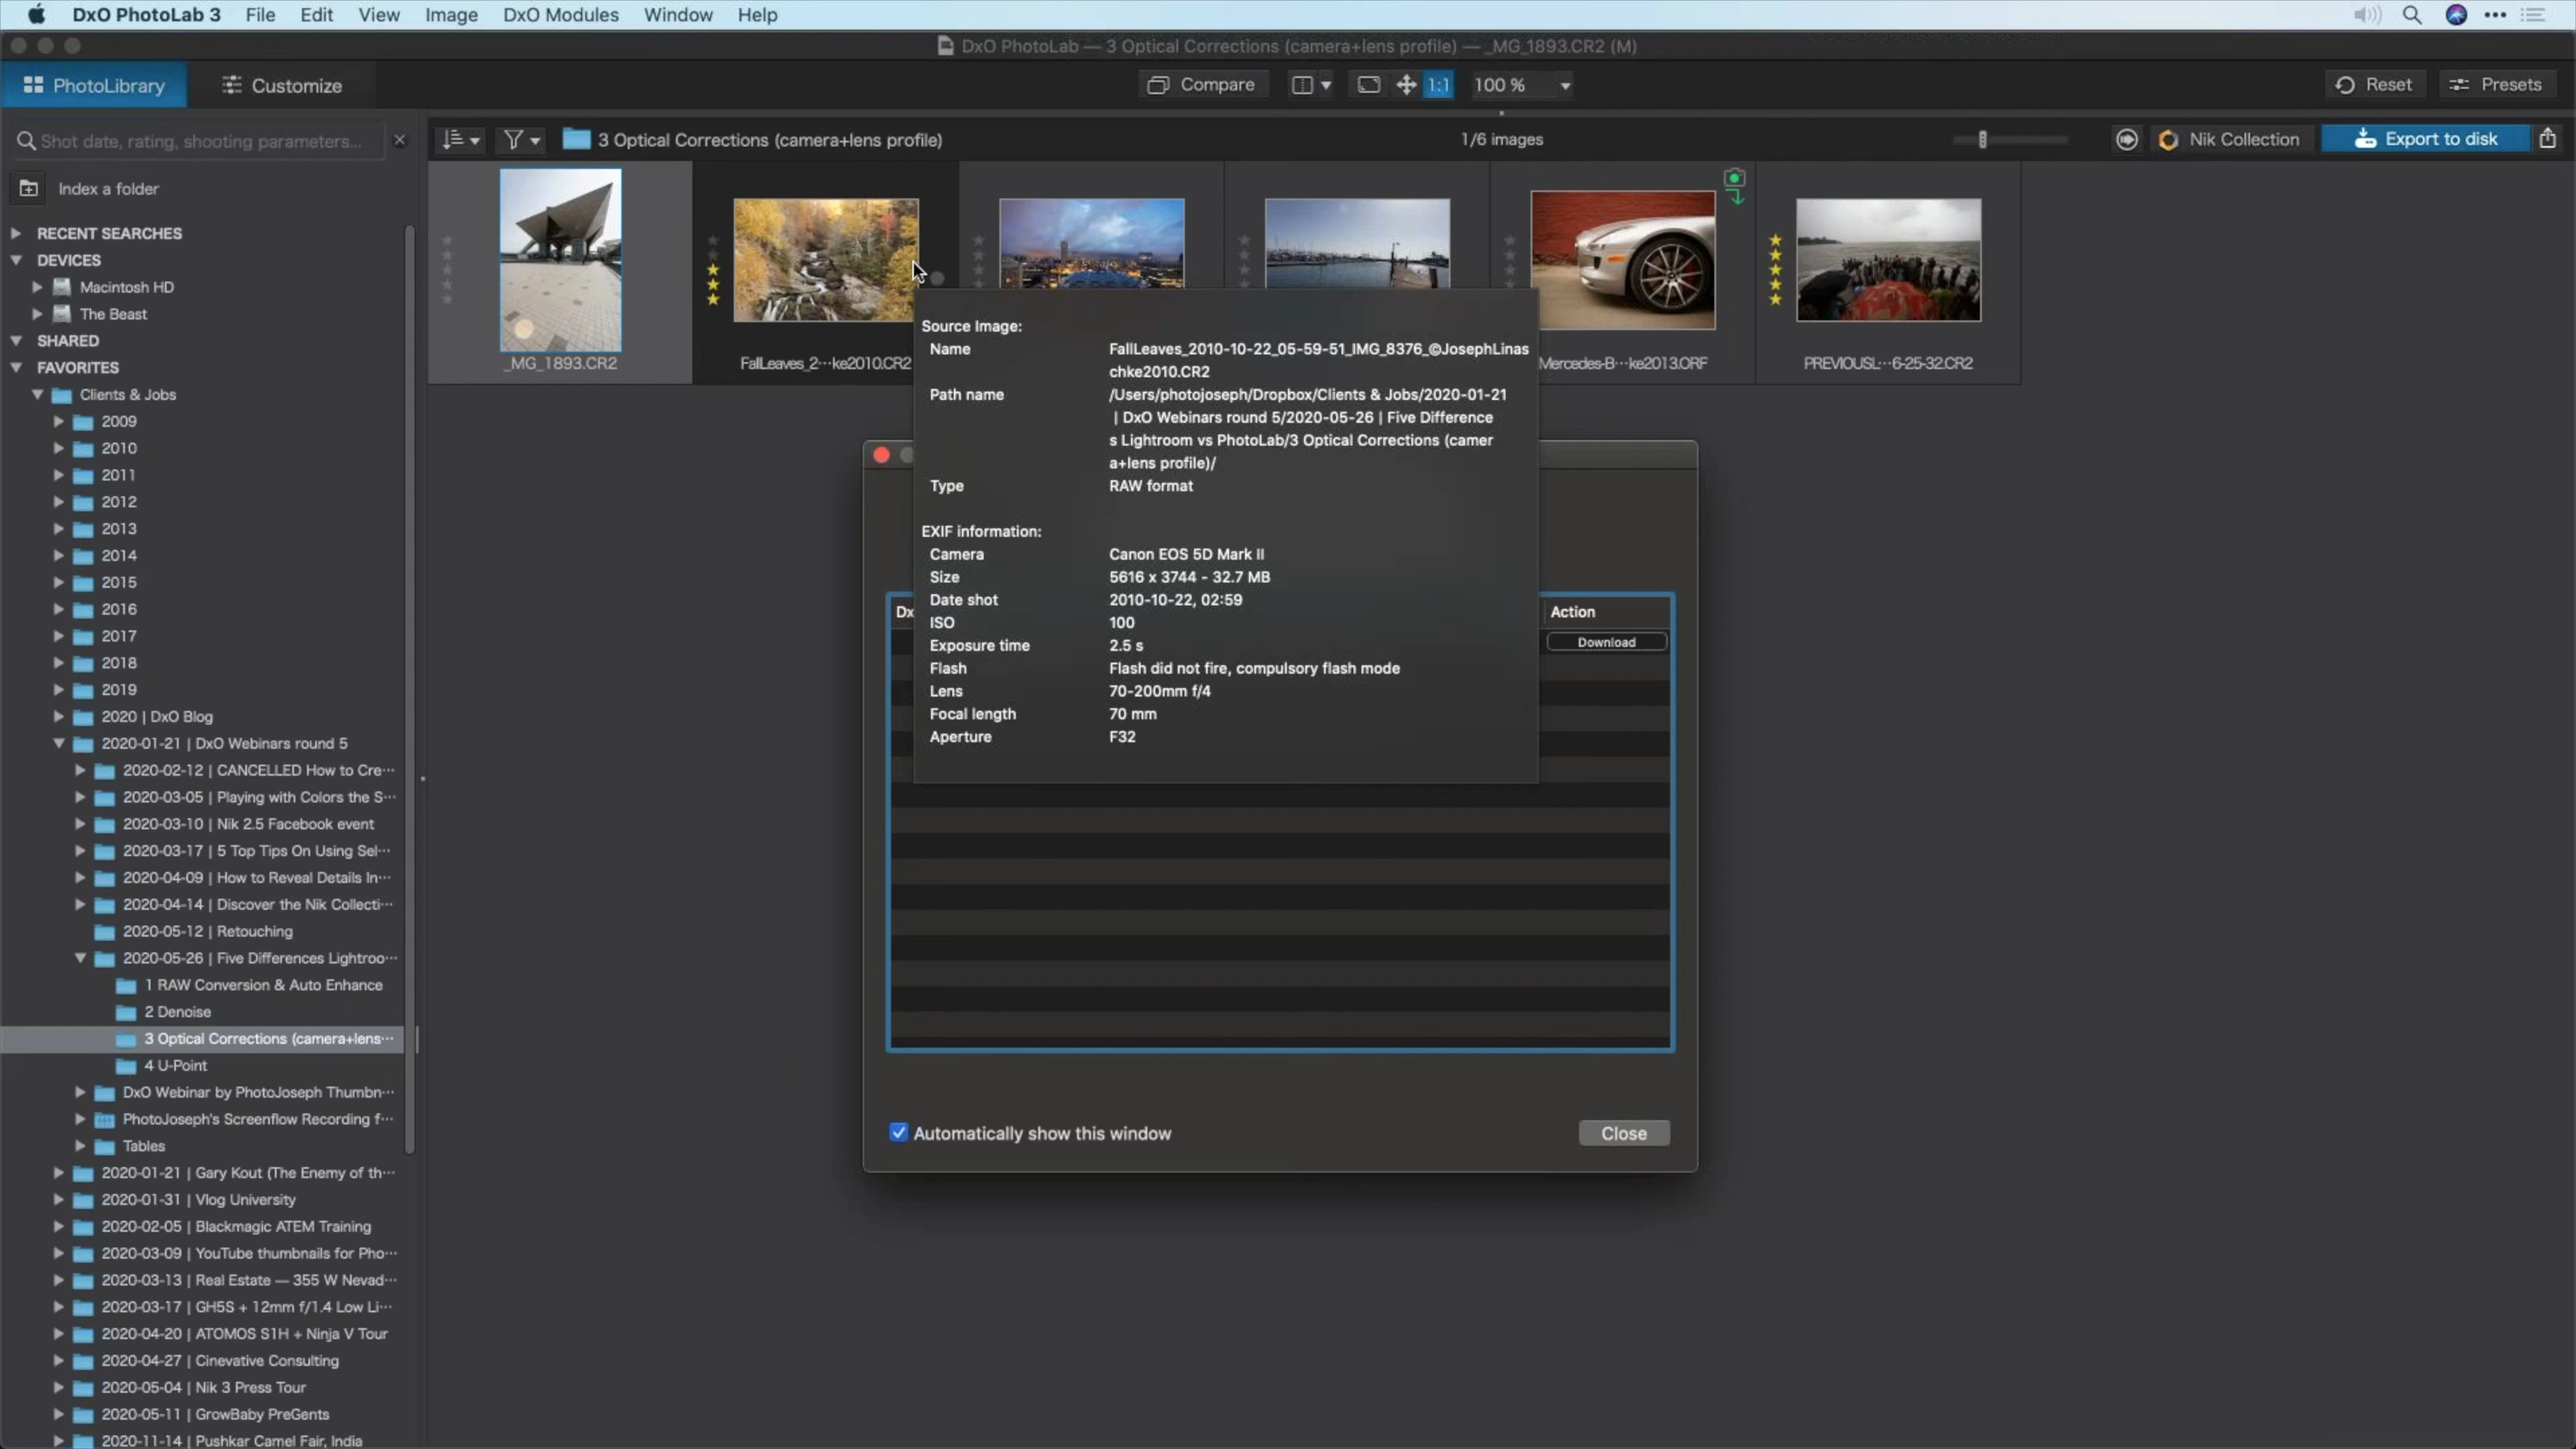 DxO PhotoLab 3 File Edit View Image DxO Modules Window Help
DxO PhotoLab — 3 Optical Corrections (camera+lens profile) — _MG_1893.CR2 (M)
PhotoLibrary Customize Compare 1:1 100 % Reset Presets
Shot date, rating, shooting parameters...
3 Optical Corrections (camera+lens profile) 1/6 images Nik Collection Export to disk
Index a folder
_MG_1893.CR2
FallLeaves_2···ke2010.CR2
Mercedes-B···ke2013.ORF
PREVIOUSL···6-25-32.CR2
RECENT SEARCHES
DEVICES
Macintosh HD
The Beast
SHARED
FAVORITES
Clients & Jobs
2009
2010
2011
2012
2013
2014
2015
2016
2017
2018
2019
2020 | DxO Blog
2020-01-21 | DxO Webinars round 5
2020-02-12 | CANCELLED How to Cre···
2020-03-05 | Playing with Colors the S···
2020-03-10 | Nik 2.5 Facebook event
2020-03-17 | 5 Top Tips On Using Sel···
2020-04-09 | How to Reveal Details In···
2020-04-14 | Discover the Nik Collecti···
2020-05-12 | Retouching
2020-05-26 | Five Differences Lightroo···
1 RAW Conversion & Auto Enhance
2 Denoise
3 Optical Corrections (camera+lens···
4 U-Point
DxO Webinar by PhotoJoseph Thumbn···
PhotoJoseph's Screenflow Recording f···
Tables
2020-01-21 | Gary Kout (The Enemy of th···
2020-01-31 | Vlog University
2020-02-05 | Blackmagic ATEM Training
2020-03-09 | YouTube thumbnails for Pho···
2020-03-13 | Real Estate — 355 W Nevad···
2020-03-17 | GH5S + 12mm f/1.4 Low Li···
2020-04-20 | ATOMOS S1H + Ninja V Tour
2020-04-27 | Cinevative Consulting
2020-05-04 | Nik 3 Press Tour
2020-05-11 | GrowBaby PreGents
2020-11-14 | Pushkar Camel Fair, India
Source Image:
Name FallLeaves_2010-10-22_05-59-51_IMG_8376_©JosephLinas
chke2010.CR2
Path name /Users/photojoseph/Dropbox/Clients & Jobs/2020-01-21
| DxO Webinars round 5/2020-05-26 | Five Difference
s Lightroom vs PhotoLab/3 Optical Corrections (camer
a+lens profile)/
Type RAW format
EXIF information:
Camera Canon EOS 5D Mark II
Size 5616 x 3744 - 32.7 MB
Date shot 2010-10-22, 02:59
ISO 100
Exposure time 2.5 s
Flash Flash did not fire, compulsory flash mode
Lens 70-200mm f/4
Focal length 70 mm
Aperture F32
Dx
Action
Download
Automatically show this window
Close